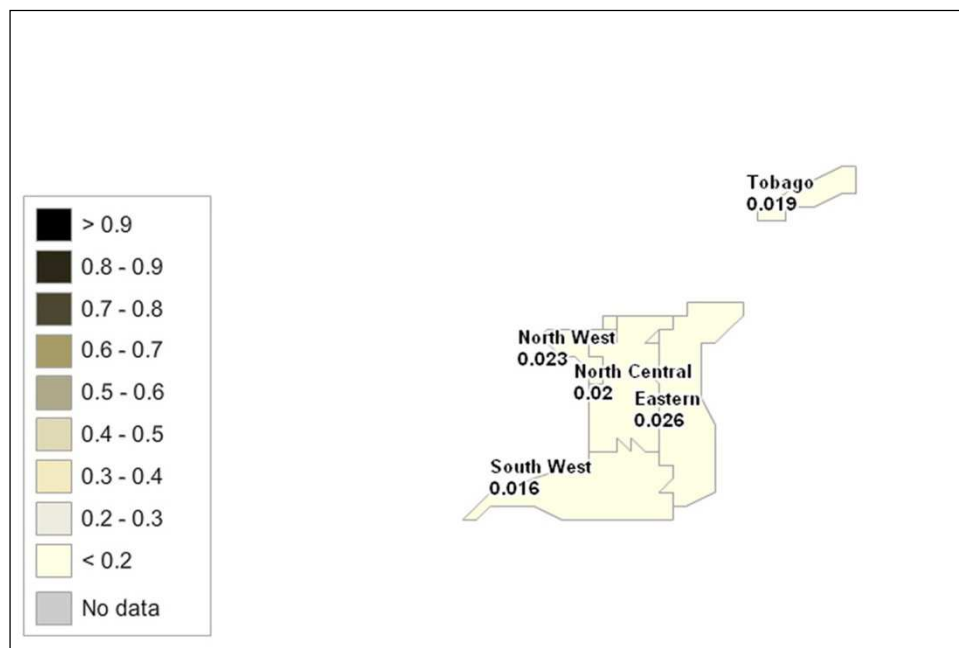 Tobago
0.019
> 0.9
0.8 - 0.9
0.7 - 0.8
0.6 - 0.7
0.5 - 0.6
0.4 - 0.5
0.3 - 0.4
0.2 - 0.3
< 0.2
No data
North West
0.023
North Central
0.02
Eastern
0.026
South West
0.016